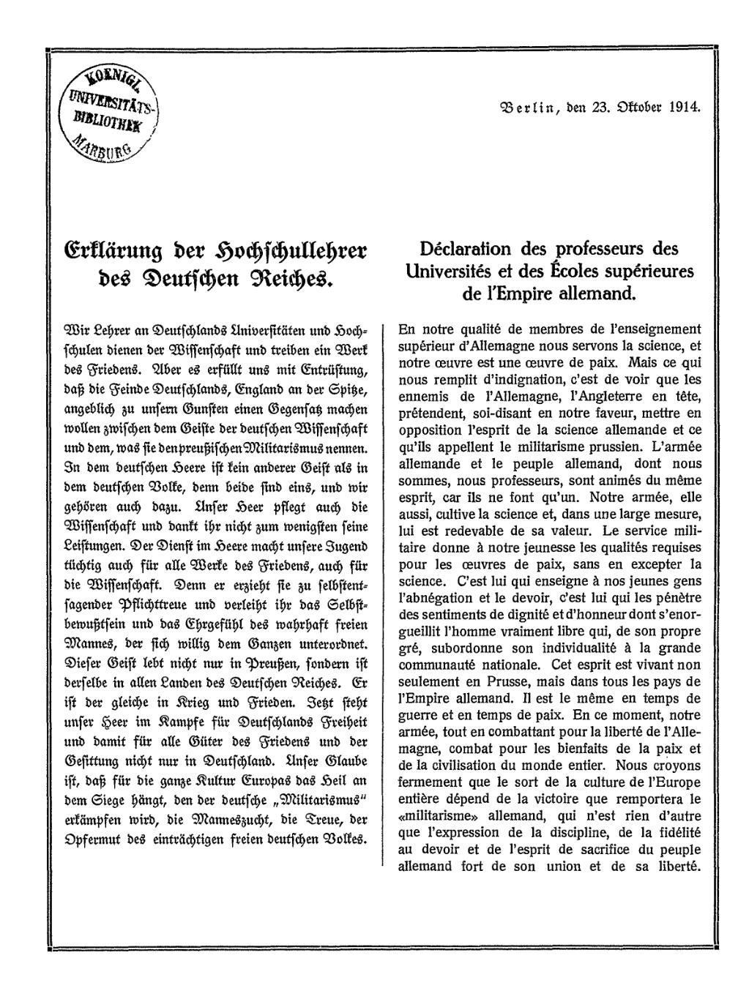 KOENIGL.
UNIVERSITÄTS-
BIBLIOTHEK
MARBURG
Berlin, den 23. Oktober 1914.
Erklärung der Hochschullehrer
des Deutschen Reiches.
Wir Lehrer an Deutschlands Universitäten und Hoch-
schulen dienen der Wissenschaft und treiben ein Werk
des Friedens. Aber es erfüllt uns mit Entrüstung,
daß die Feinde Deutschlands, England an der Spitze,
angeblich zu unsern Gunsten einen Gegensatz machen
wollen zwischen dem Geiste der deutschen Wissenschaft
und dem, was sie den preußischen Militarismus nennen.
In dem deutschen Heere ist kein anderer Geist als in
dem deutschen Volke, denn beide sind eins, und wir
gehören auch dazu. Unser Heer pflegt auch die
Wissenschaft und dankt ihr nicht zum wenigsten seine
Leistungen. Der Dienst im Heere macht unsere Jugend
tüchtig auch für alle Werke des Friedens, auch für
die Wissenschaft. Denn er erzieht sie zu selbstent-
sagender Pflichttreue und verleiht ihr das Selbst-
bewußtsein und das Ehrgefühl des wahrhaft freien
Mannes, der sich willig dem Ganzen unterordnet.
Dieser Geist lebt nicht nur in Preußen, sondern ist
derselbe in allen Landen des Deutschen Reiches. Er
ist der gleiche in Krieg und Frieden. Jetzt steht
unser Heer im Kampfe für Deutschlands Freiheit
und damit für alle Güter des Friedens und der
Gesittung nicht nur in Deutschland. Unser Glaube
ist, daß für die ganze Kultur Europas das Heil an
dem Siege hängt, den der deutsche „Militarismus“
erkämpfen wird, die Manneszucht, die Treue, der
Opfermut des einträchtigen freien deutschen Volkes.
Déclaration des professeurs des
Universités et des Écoles supérieures
de l'Empire allemand.
En notre qualité de membres de l'enseignement
supérieur d'Allemagne nous servons la science, et
notre œuvre est une œuvre de paix. Mais ce qui
nous remplit d'indignation, c'est de voir que les
ennemis de l'Allemagne, l'Angleterre en tête,
prétendent, soi-disant en notre faveur, mettre en
opposition l'esprit de la science allemande et ce
qu'ils appellent le militarisme prussien. L'armée
allemande et le peuple allemand, dont nous
sommes, nous professeurs, sont animés du même
esprit, car ils ne font qu'un. Notre armée, elle
aussi, cultive la science et, dans une large mesure,
lui est redevable de sa valeur. Le service mili-
taire donne à notre jeunesse les qualités requises
pour les œuvres de paix, sans en excepter la
science. C'est lui qui enseigne à nos jeunes gens
l'abnégation et le devoir, c'est lui qui les pénètre
des sentiments de dignité et d'honneur dont s'enor-
gueillit l'homme vraiment libre qui, de son propre
gré, subordonne son individualité à la grande
communauté nationale. Cet esprit est vivant non
seulement en Prusse, mais dans tous les pays de
l'Empire allemand. Il est le même en temps de
guerre et en temps de paix. En ce moment, notre
armée, tout en combattant pour la liberté de l'Alle-
magne, combat pour les bienfaits de la paix et
de la civilisation du monde entier. Nous croyons
fermement que le sort de la culture de l'Europe
entière dépend de la victoire que remportera le
«militarisme» allemand, qui n'est rien d'autre
que l'expression de la discipline, de la fidélité
au devoir et de l'esprit de sacrifice du peuple
allemand fort de son union et de sa liberté.